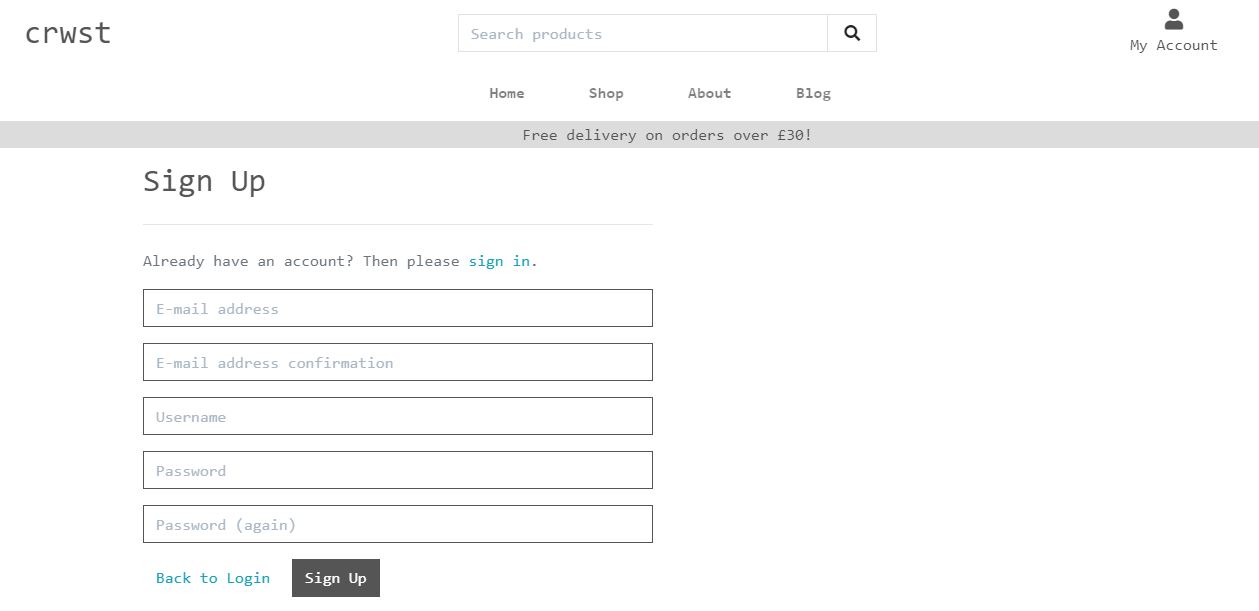 crwst
Search products
My Account
Home Shop About Blog
Free delivery on orders over £30!
Sign Up
Already have an account? Then please sign in.
E-mail address
E-mail address confirmation
Username
Password
Password (again)
Back to Login Sign Up